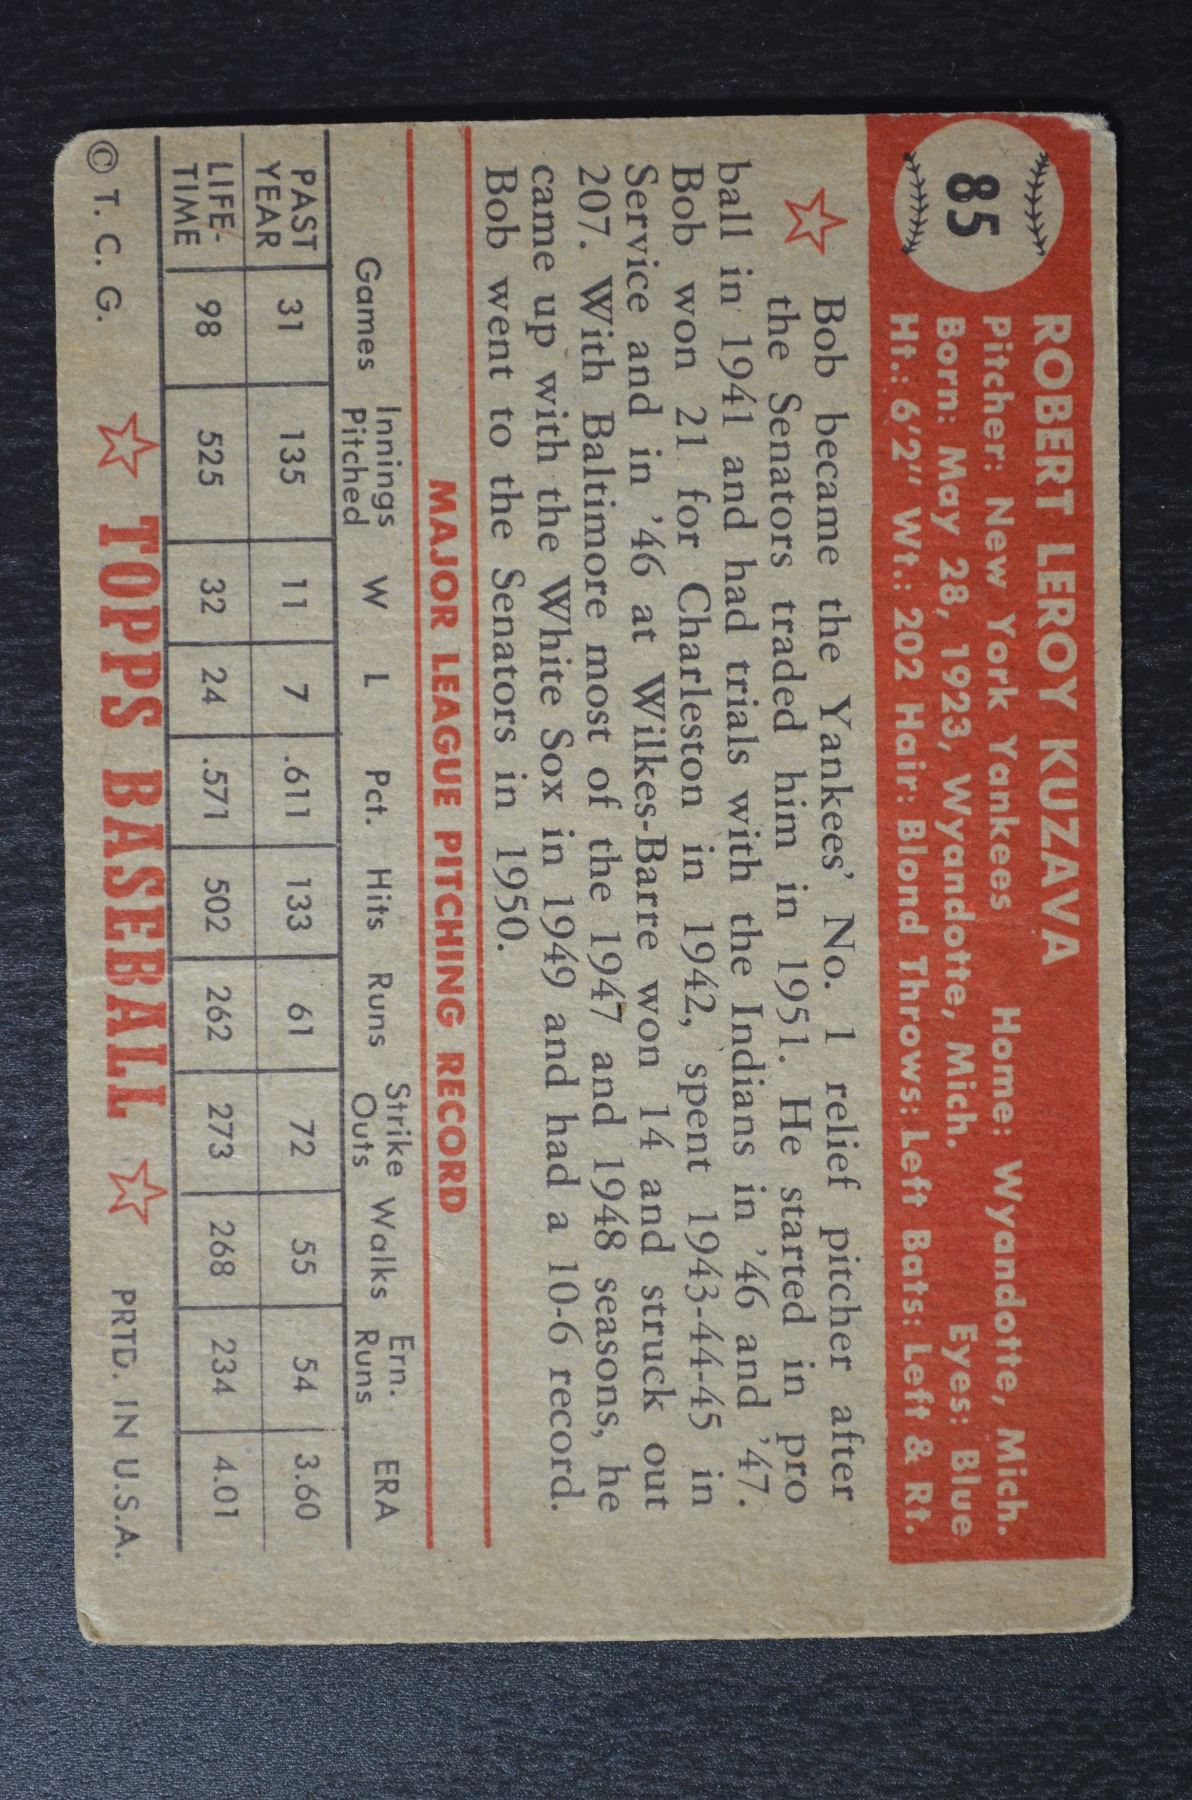 85
ROBERT LEROY KUZAVA
Pitcher: New York Yankees Home: Wyandotte, Mich.
Born: May 28, 1923, Wyandotte, Mich. Eyes: Blue
Ht.: 6'2" Wt.: 202 Hair: Blond Throws: Left Bats: Left & Rt.
Bob became the Yankees' No. 1 relief pitcher after
the Senators traded him in 1951. He started in pro
ball in 1941 and had trials with the Indians in '46 and '47.
Bob won 21 for Charleston in 1942, spent 1943-44-45 in
Service and in '46 at Wilkes-Barre won 14 and struck out
207. With Baltimore most of the 1947 and 1948 seasons, he
came up with the White Sox in 1949 and had a 10-6 record.
Bob went to the Senators in 1950.
MAJOR LEAGUE PITCHING RECORD
Games Innings Pitched W L Pct. Hits Runs Strike Outs Walks Ern. Runs ERA
PAST YEAR 31 135 11 7 .611 133 61 72 55 54 3.60
LIFE-TIME 98 525 32 24 .571 502 262 273 268 234 4.01
© T. C. G. TOPPS BASEBALL PRTD. IN U.S.A.